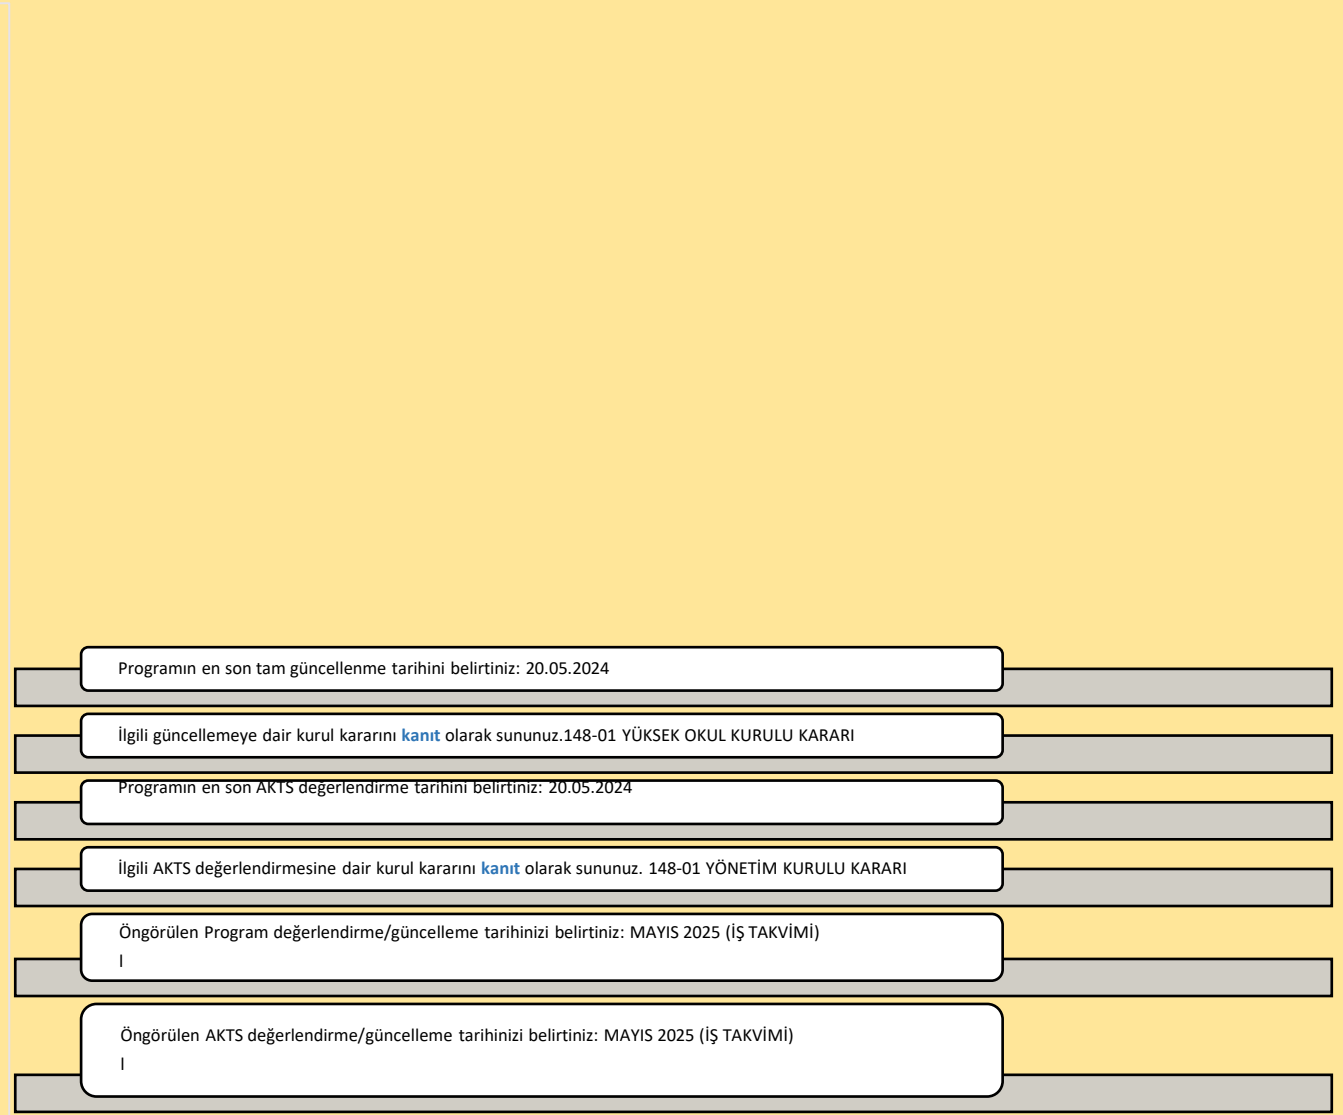 Programın en son tam güncellenme tarihini belirtiniz: 20.05.2024
İlgili güncellemeye dair kurul kararını kanıt olarak sununuz.148-01 YÜKSEK OKUL KURULU KARARI
Programın en son AKTS değerlendirme tarihini belirtiniz: 20.05.2024
İlgili AKTS değerlendirmesine dair kurul kararını kanıt olarak sununuz. 148-01 YÖNETİM KURULU KARARI
Öngörülen Program değerlendirme/güncelleme tarihinizi belirtiniz: MAYIS 2025 (İŞ TAKVİMİ)
I
Öngörülen AKTS değerlendirme/güncelleme tarihinizi belirtiniz: MAYIS 2025 (İŞ TAKVİMİ)
I